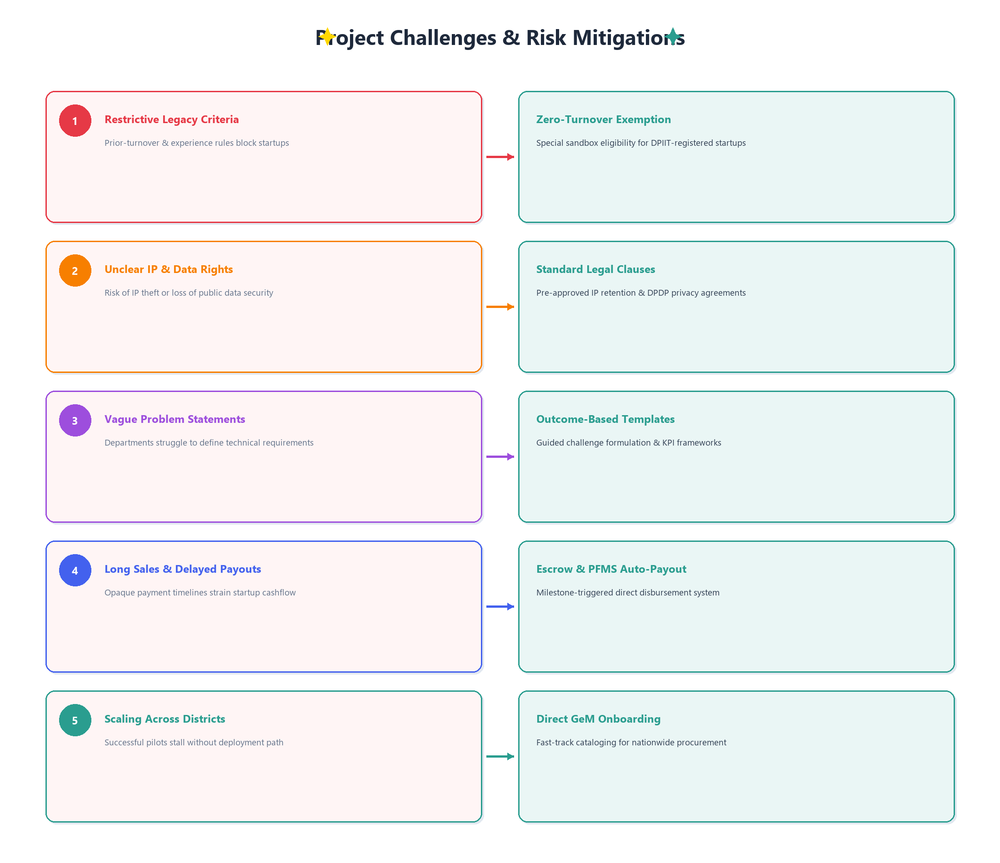 Project Challenges & Risk Mitigations
1
Restrictive Legacy Criteria
Prior-turnover & experience rules block startups
Zero-Turnover Exemption
Special sandbox eligibility for DPIIT-registered startups
2
Unclear IP & Data Rights
Risk of IP theft or loss of public data security
Standard Legal Clauses
Pre-approved IP retention & DPDP privacy agreements
3
Vague Problem Statements
Departments struggle to define technical requirements
Outcome-Based Templates
Guided challenge formulation & KPI frameworks
4
Long Sales & Delayed Payouts
Opaque payment timelines strain startup cashflow
Escrow & PFMS Auto-Payout
Milestone-triggered direct disbursement system
5
Scaling Across Districts
Successful pilots stall without deployment path
Direct GeM Onboarding
Fast-track cataloging for nationwide procurement